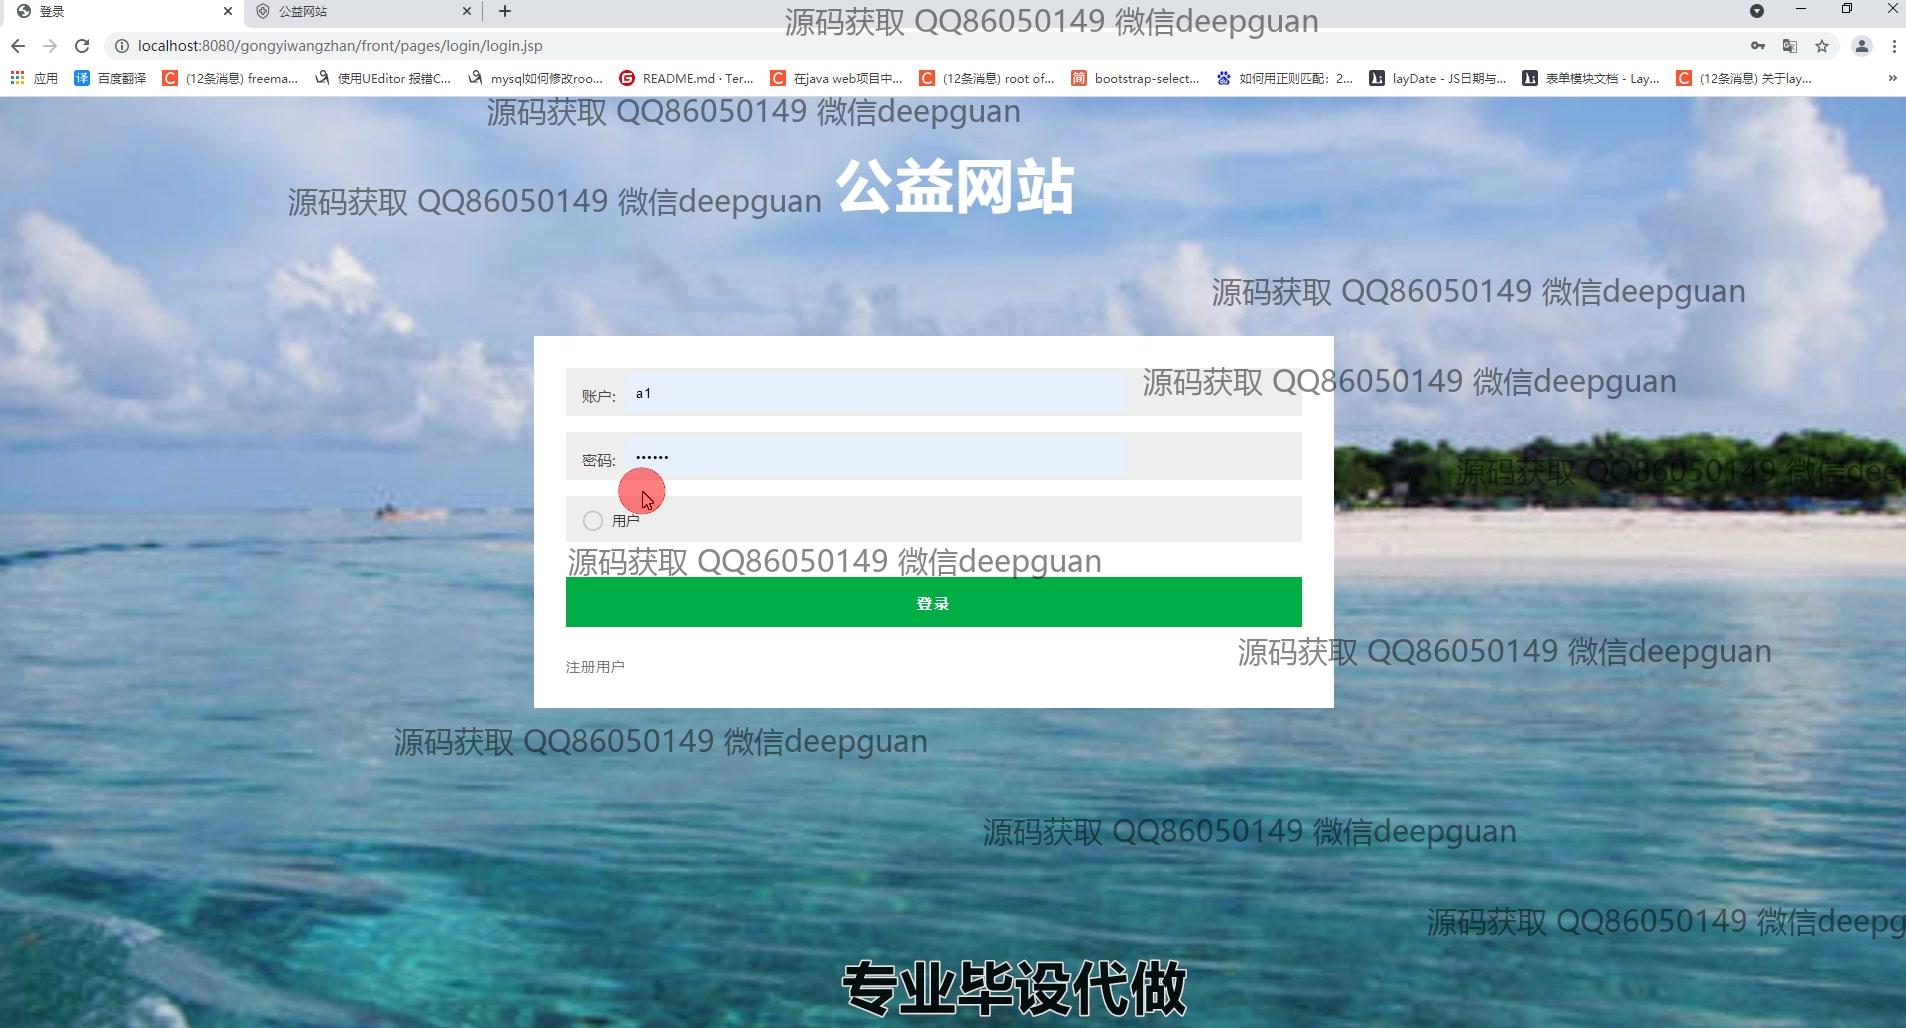 登录
公益网站
源码获取 QQ86050149 微信deepguan
localhost:8080/gongyiwangzhan/front/pages/login/login.jsp
应用
百度翻译
(12条消息) freema...
使用UEditor 报错C...
mysql如何修改roo...
README.md · Ter...
在java web项目中...
(12条消息) root of...
bootstrap-select...
如何用正则匹配：2...
layDate - JS日期与...
表单模块文档 - Lay...
(12条消息) 关于lay...
源码获取 QQ86050149 微信deepguan
公益网站
源码获取 QQ86050149 微信deepguan
源码获取 QQ86050149 微信deepguan
源码获取 QQ86050149 微信deepguan
账户:
a1
密码:
••••••
源码获取 QQ86050149 微信dee
用户
源码获取 QQ86050149 微信deepguan
登录
源码获取 QQ86050149 微信deepguan
注册用户
源码获取 QQ86050149 微信deepguan
源码获取 QQ86050149 微信deepguan
源码获取 QQ86050149 微信deepg
专业毕设代做